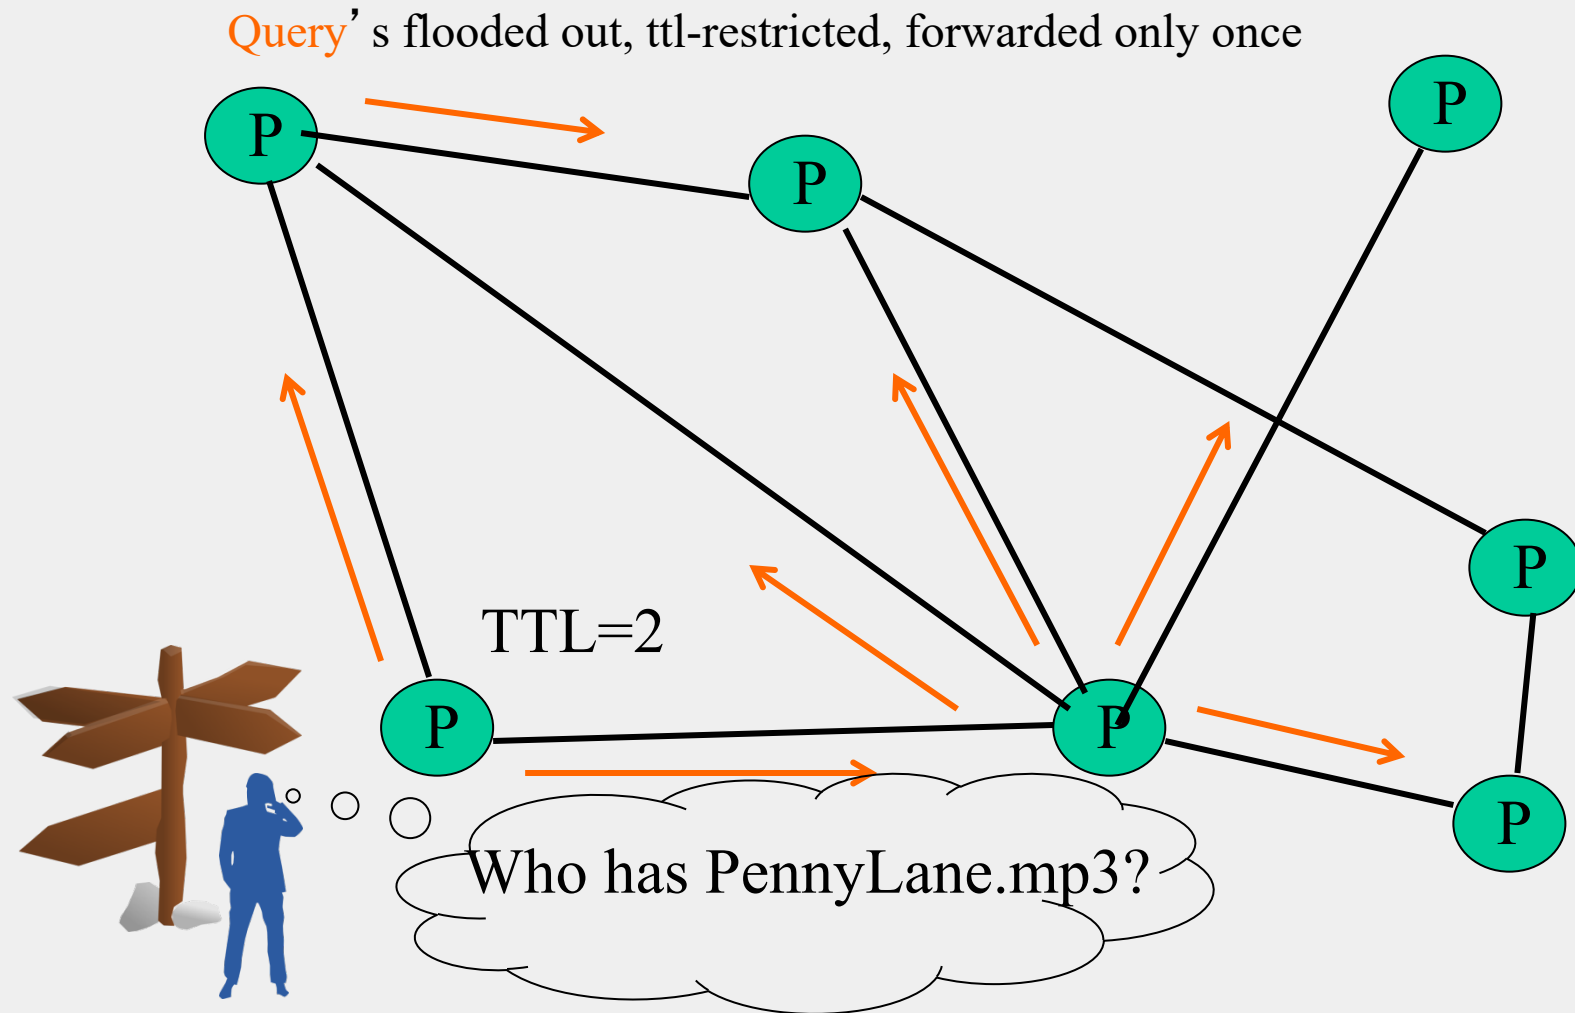 Query's flooded out, ttl-restricted, forwarded only once
P
P
P
P
TTL=2
P
P
P
Who has PennyLane.mp3?